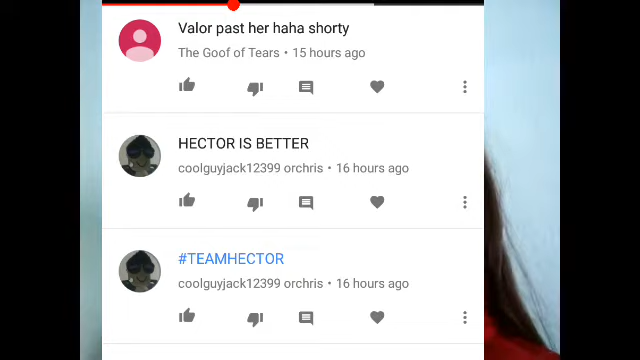 Valor past her haha shorty
The Goof of Tears • 15 hours ago
HECTOR IS BETTER
coolguyjack12399 orchris • 16 hours ago
#TEAMHECTOR
coolguyjack12399 orchris • 16 hours ago